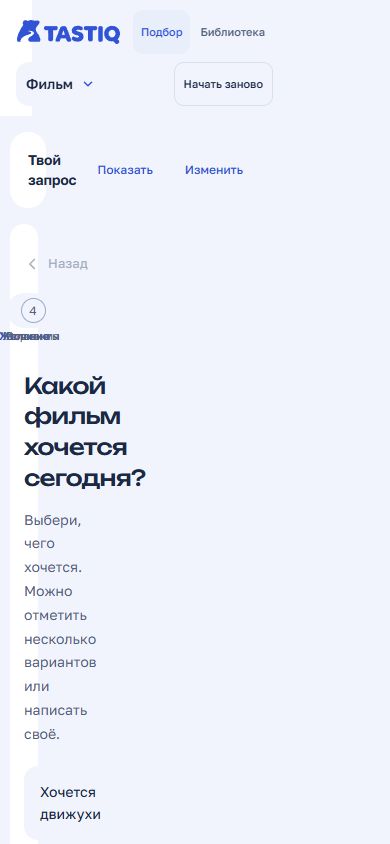 TASTIQ
Подбор
Библиотека
Фильм
Начать заново
Твой
запрос
Показать
Изменить
Назад
4
Какой
фильм
хочется
сегодня?
Выбери,
чего
хочется.
Можно
отметить
несколько
вариантов
или
написать
своё.
Хочется
движухи